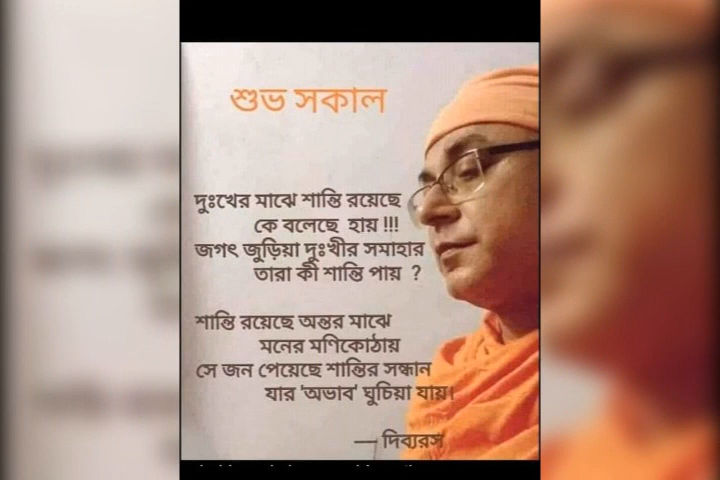 শুভ সকাল
দুঃখের মাঝে শান্তি রয়েছে
কে বলেছে হায় !!!
জগৎ জুড়িয়া দুঃখীর সমাহার
তারা কী শান্তি পায় ?
শান্তি রয়েছে অন্তর মাঝে
মনের মণিকোঠায়
সে জন পেয়েছে শান্তির সন্ধান
যার 'অভাব' ঘুচিয়া যায়।
— দিব্যরস